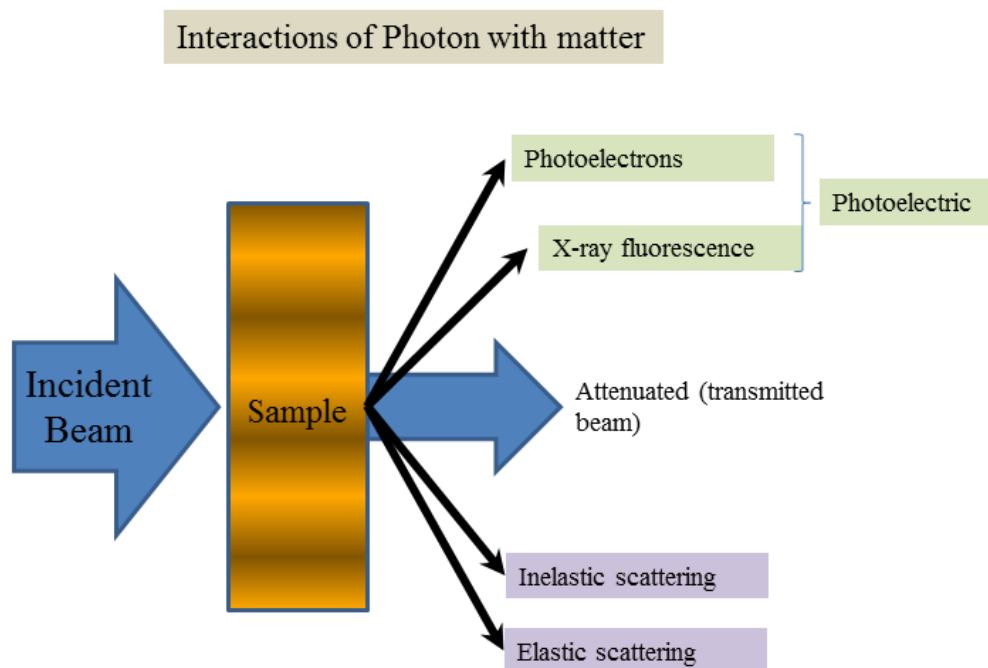 Interactions of Photon with matter
Photoelectrons
Photoelectric
X-ray fluorescence
Incident
Beam
Sample
Attenuated (transmitted
beam)
Inelastic scattering
Elastic scattering